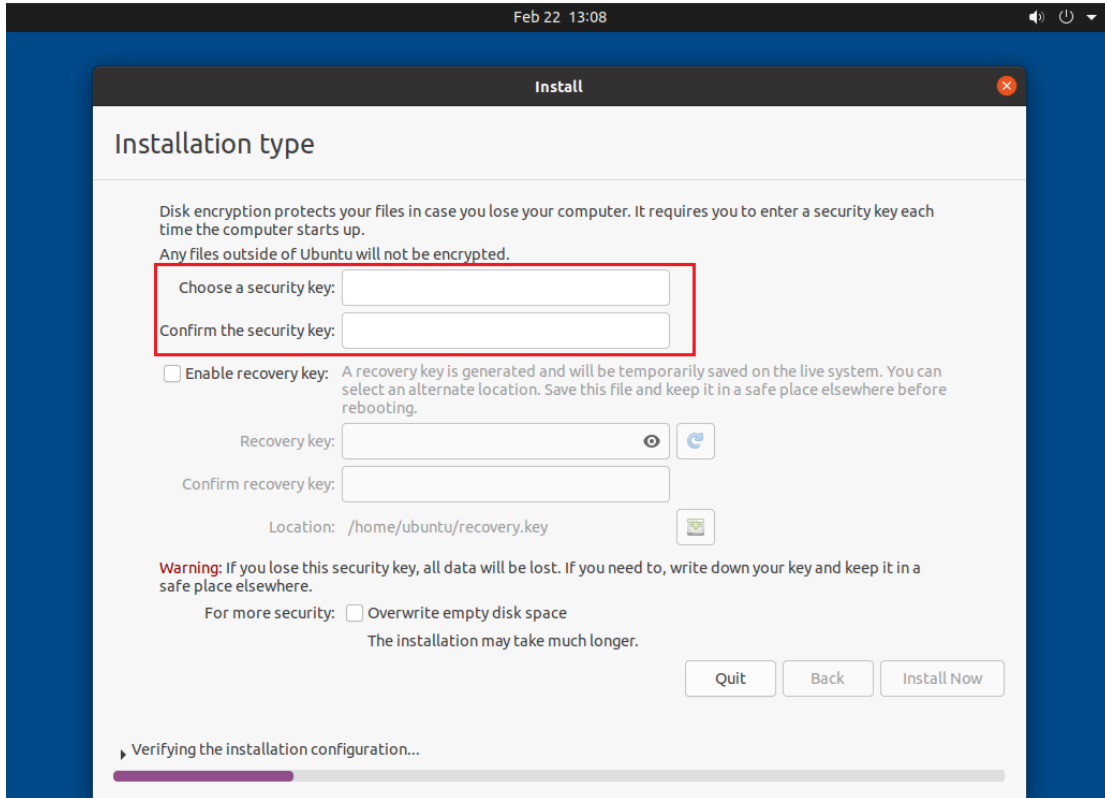 Feb 22 13:08
Install
Installation type
Disk encryption protects your files in case you lose your computer. It requires you to enter a security key each
time the computer starts up.
Any files outside of Ubuntu will not be encrypted.
Choose a security key:
Confirm the security key:
Enable recovery key: A recovery key is generated and will be temporarily saved on the live system. You can
select an alternate location. Save this file and keep it in a safe place elsewhere before
rebooting.
Recovery key:
Confirm recovery key:
Location: /home/ubuntu/recovery.key
Warning: If you lose this security key, all data will be lost. If you need to, write down your key and keep it in a
safe place elsewhere.
For more security: Overwrite empty disk space
The installation may take much longer.
Quit Back Install Now
Verifying the installation configuration...